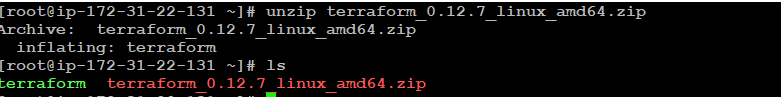 [root@ip-172-31-22-131 ~]# unzip terraform_0.12.7_linux_amd64.zip
Archive:  terraform_0.12.7_linux_amd64.zip
  inflating: terraform
[root@ip-172-31-22-131 ~]# ls
terraform  terraform_0.12.7_linux_amd64.zip